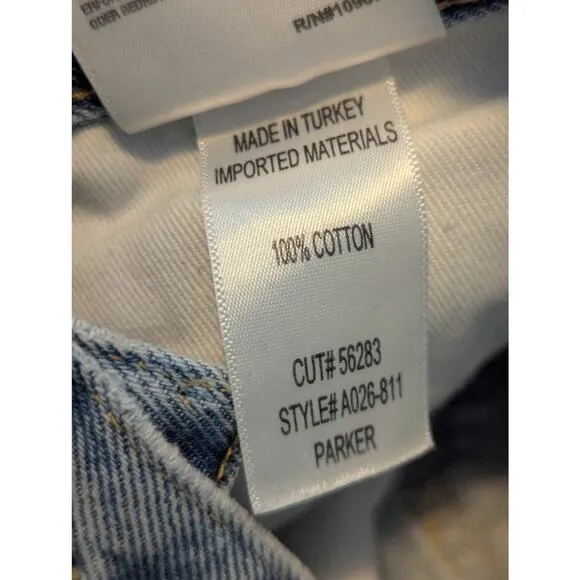 MADE IN TURKEY
IMPORTED MATERIALS
100% COTTON
CUT# 56283
STYLE# A026-811
PARKER